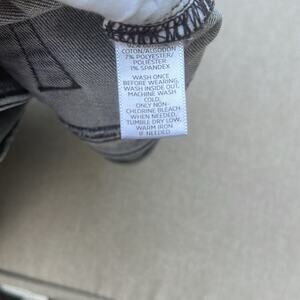 COTON/ALGODÓN
7% POLYESTER/
POLIÉSTER
1% SPANDEX
WASH ONCE
BEFORE WEARING,
WASH INSIDE OUT,
MACHINE WASH
COLD,
ONLY NON-
CHLORINE BLEACH
WHEN NEEDED,
TUMBLE DRY LOW,
WARM IRON
IF NEEDED